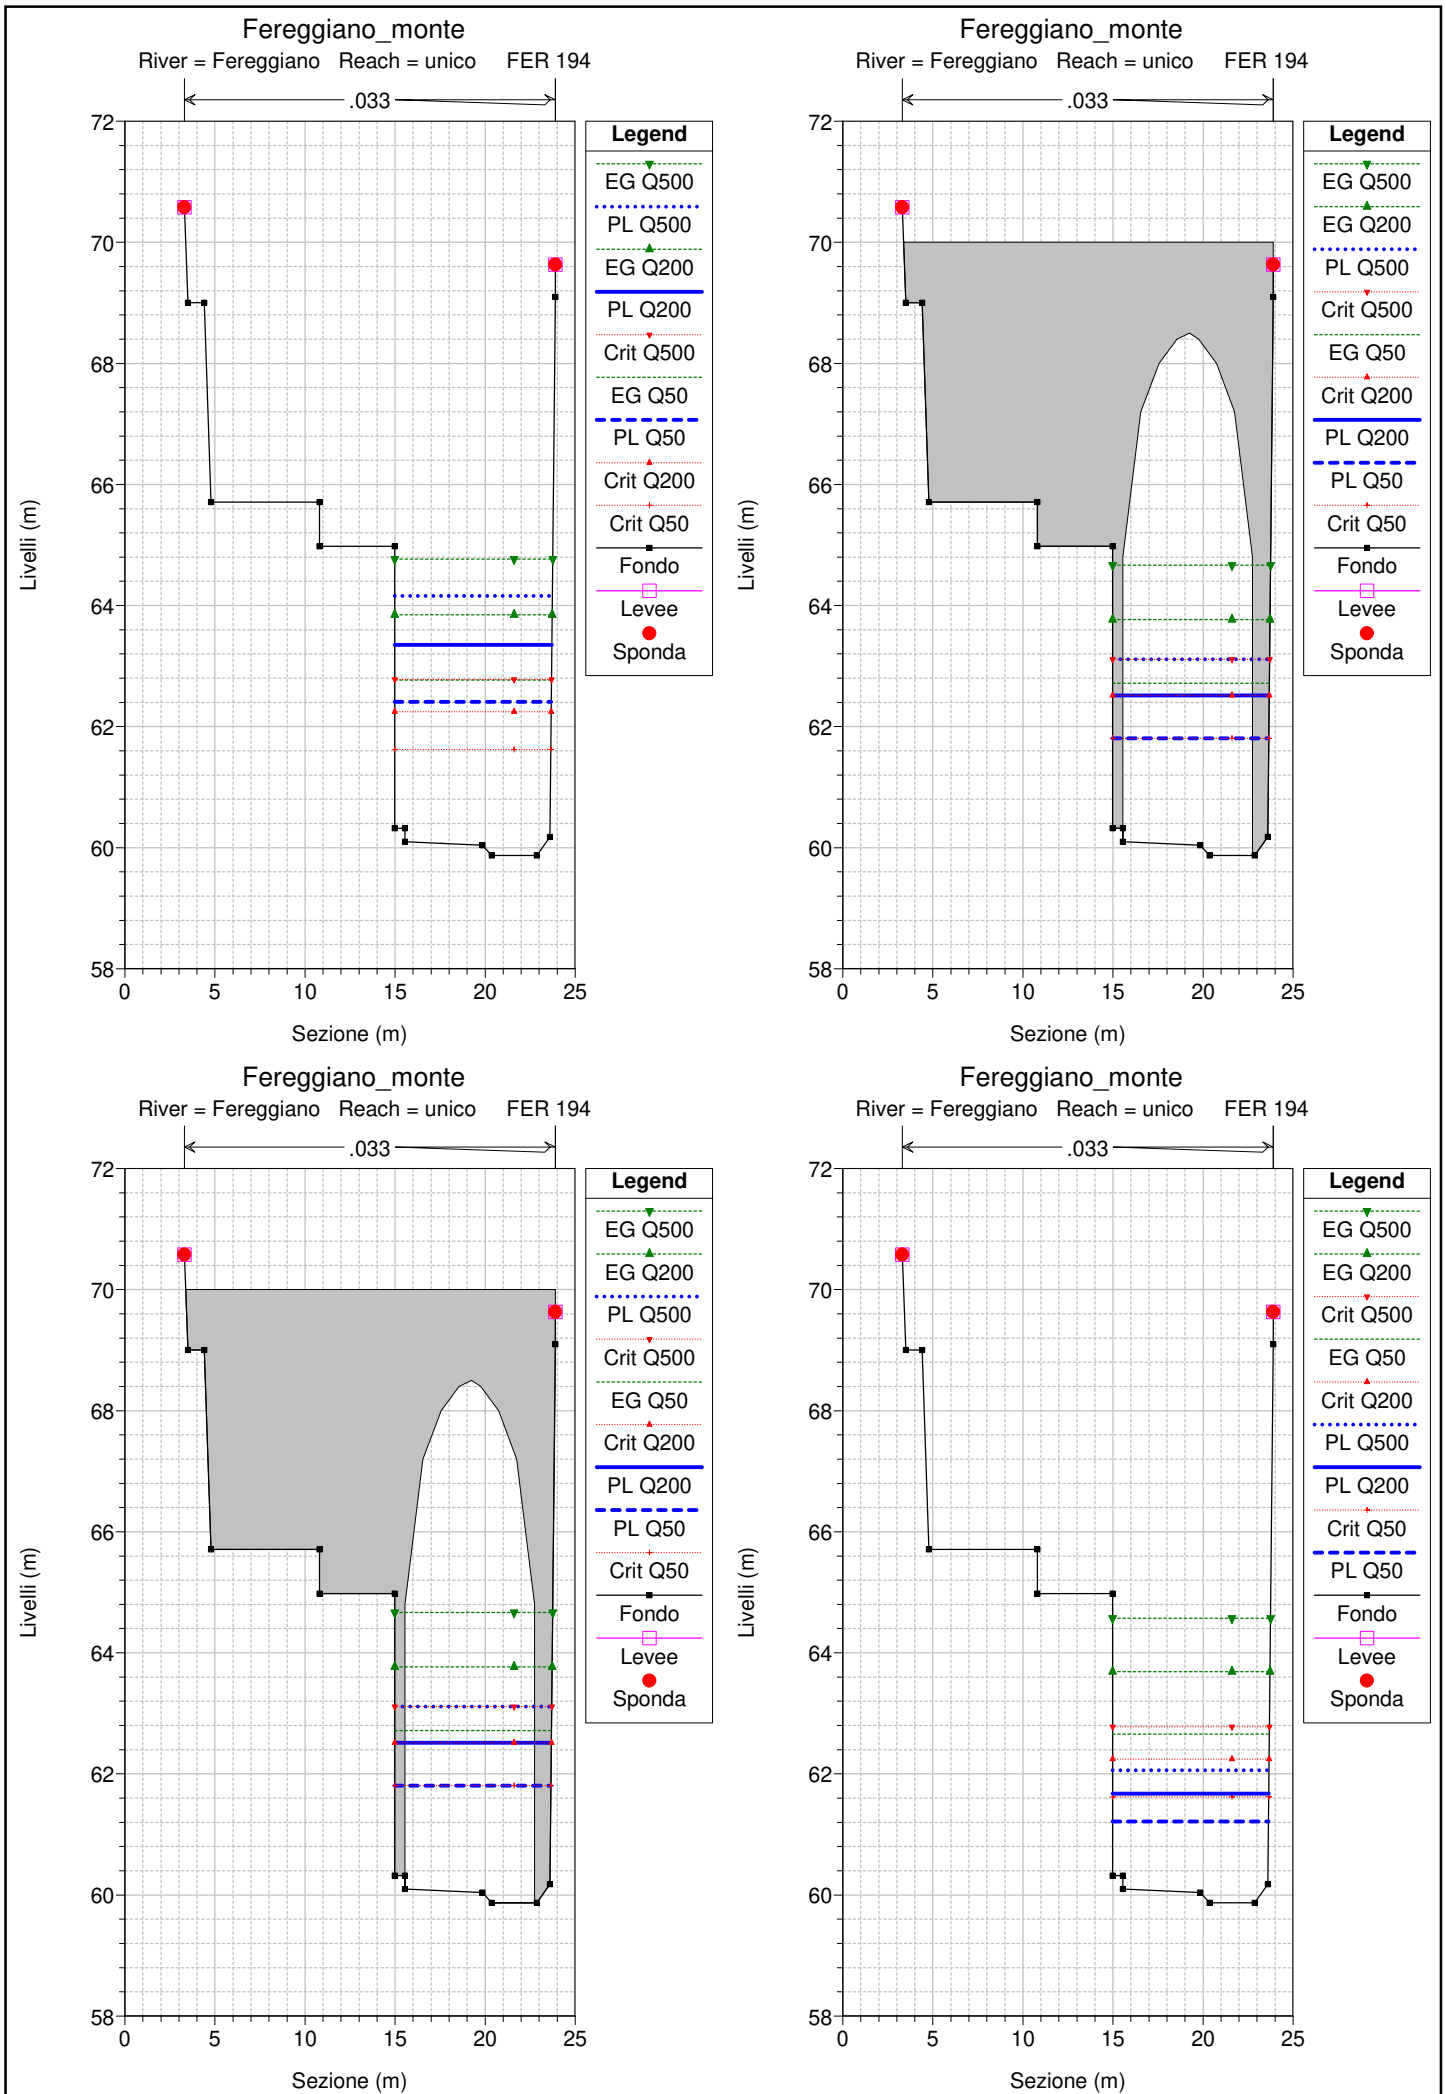 Fereggiano_monte
River = Fereggiano Reach = unico FER 194
.033
Legend
EG Q500
PL Q500
EG Q200
PL Q200
Crit Q500
EG Q50
PL Q50
Crit Q200
Crit Q50
Fondo
Levee
Sponda
72
70
68
66
64
62
60
58
Livelli (m)
0 5 10 15 20 25
Sezione (m)
Fereggiano_monte
River = Fereggiano Reach = unico FER 194
.033
Legend
EG Q500
EG Q200
PL Q500
Crit Q500
EG Q50
Crit Q200
PL Q200
PL Q50
Crit Q50
Fondo
Levee
Sponda
72
70
68
66
64
62
60
58
Livelli (m)
0 5 10 15 20 25
Sezione (m)
Fereggiano_monte
River = Fereggiano Reach = unico FER 194
.033
Legend
EG Q500
EG Q200
PL Q500
Crit Q500
EG Q50
Crit Q200
PL Q200
PL Q50
Crit Q50
Fondo
Levee
Sponda
72
70
68
66
64
62
60
58
Livelli (m)
0 5 10 15 20 25
Sezione (m)
Fereggiano_monte
River = Fereggiano Reach = unico FER 194
.033
Legend
EG Q500
EG Q200
Crit Q500
EG Q50
Crit Q200
PL Q500
PL Q200
Crit Q50
PL Q50
Fondo
Levee
Sponda
72
70
68
66
64
62
60
58
Livelli (m)
0 5 10 15 20 25
Sezione (m)